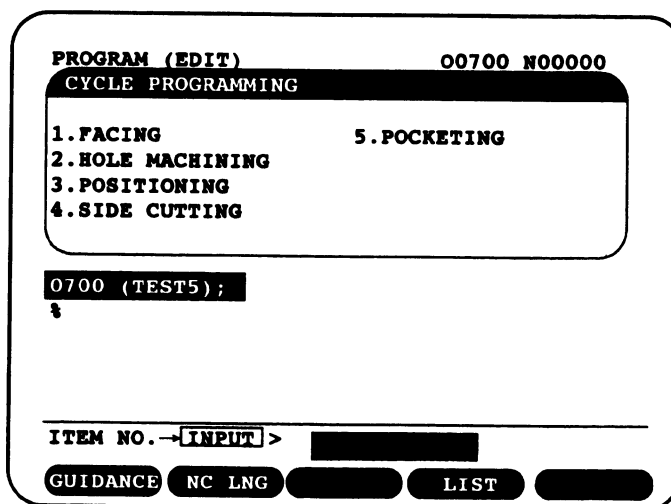 PROGRAM (EDIT) O0700 N00000
CYCLE PROGRAMMING
1.FACING 5.POCKETING
2.HOLE MACHINING
3.POSITIONING
4.SIDE CUTTING
O700 (TEST5);
%
ITEM NO.→INPUT >
GUIDANCE NC LNG LIST